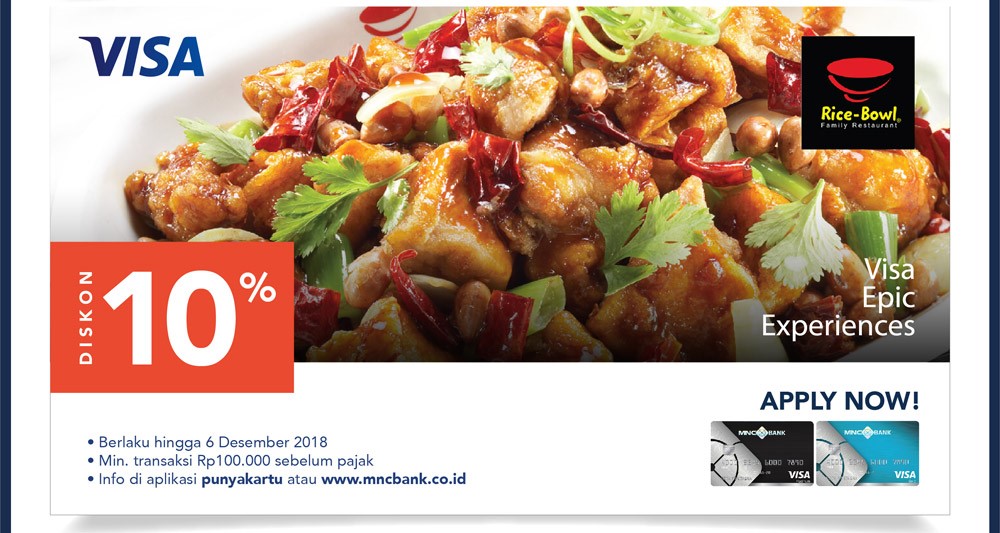 VISA
Rice-Bowl
Family Restaurant
DISKON
10%
Visa
Epic
Experiences
APPLY NOW!
• Berlaku hingga 6 Desember 2018
• Min. transaksi Rp100.000 sebelum pajak
• Info di aplikasi punyakartu atau www.mncbank.co.id
MNC BANK
VISA
MNC BANK
VISA